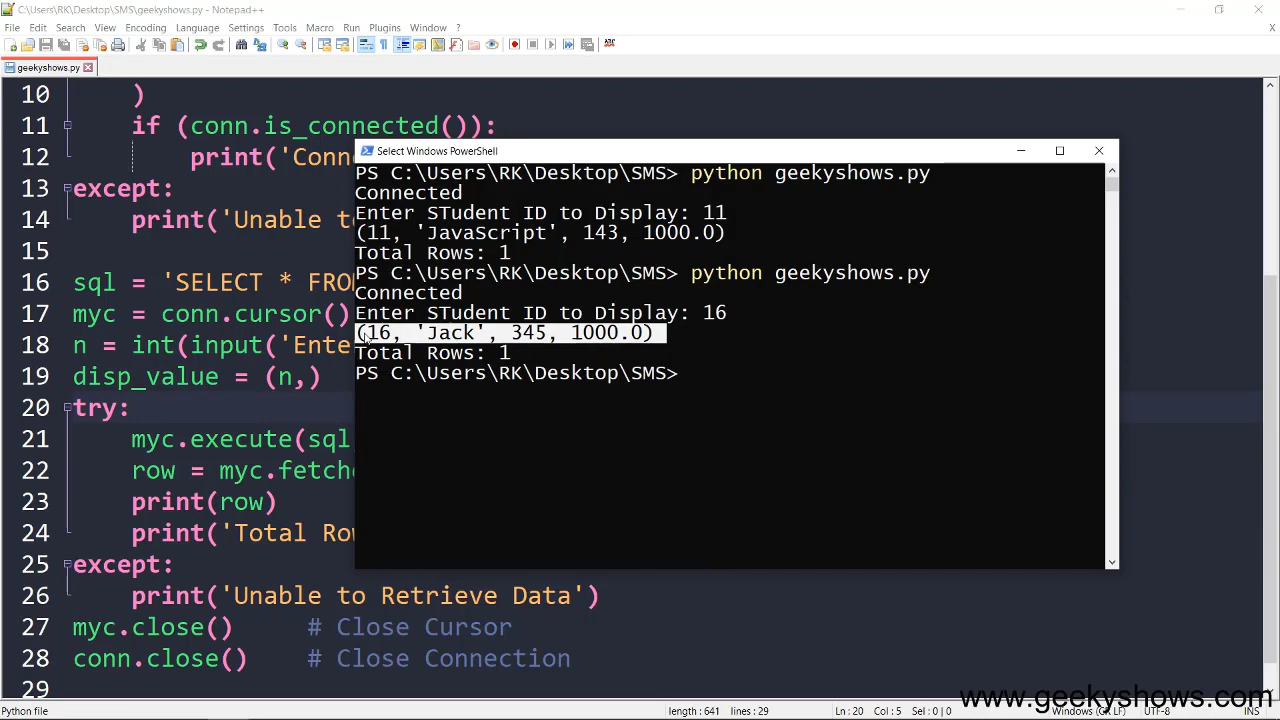 C:\Users\RK\Desktop\SMS\geekyshows.py - Notepad++
File Edit Search View Encoding Language Settings Tools Macro Run Plugins Window ?
X
geekyshows.py
10 )
11 if (conn.is_connected()):
12 print('Conn
13 except:
14 print('Unable to
15
16 sql = 'SELECT * FRO
17 myc = conn.cursor()
18 n = int(input('Ente
19 disp_value = (n,)
20 try:
21 myc.execute(sql
22 row = myc.fetch
23 print(row)
24 print('Total Ro
25 except:
26 print('Unable to Retrieve Data')
27 myc.close() # Close Cursor
28 conn.close() # Close Connection
29
Select Windows PowerShell
PS C:\Users\RK\Desktop\SMS> python geekyshows.py
Connected
Enter STudent ID to Display: 11
(11, 'JavaScript', 143, 1000.0)
Total Rows: 1
PS C:\Users\RK\Desktop\SMS> python geekyshows.py
Connected
Enter STudent ID to Display: 16
(16, 'Jack', 345, 1000.0)
Total Rows: 1
PS C:\Users\RK\Desktop\SMS>
www.geekyshows.com
Python file length : 641 lines : 29 Ln : 20 Col : 5 Sel : 0 | 0 Windows (CR LF) UTF-8 INS